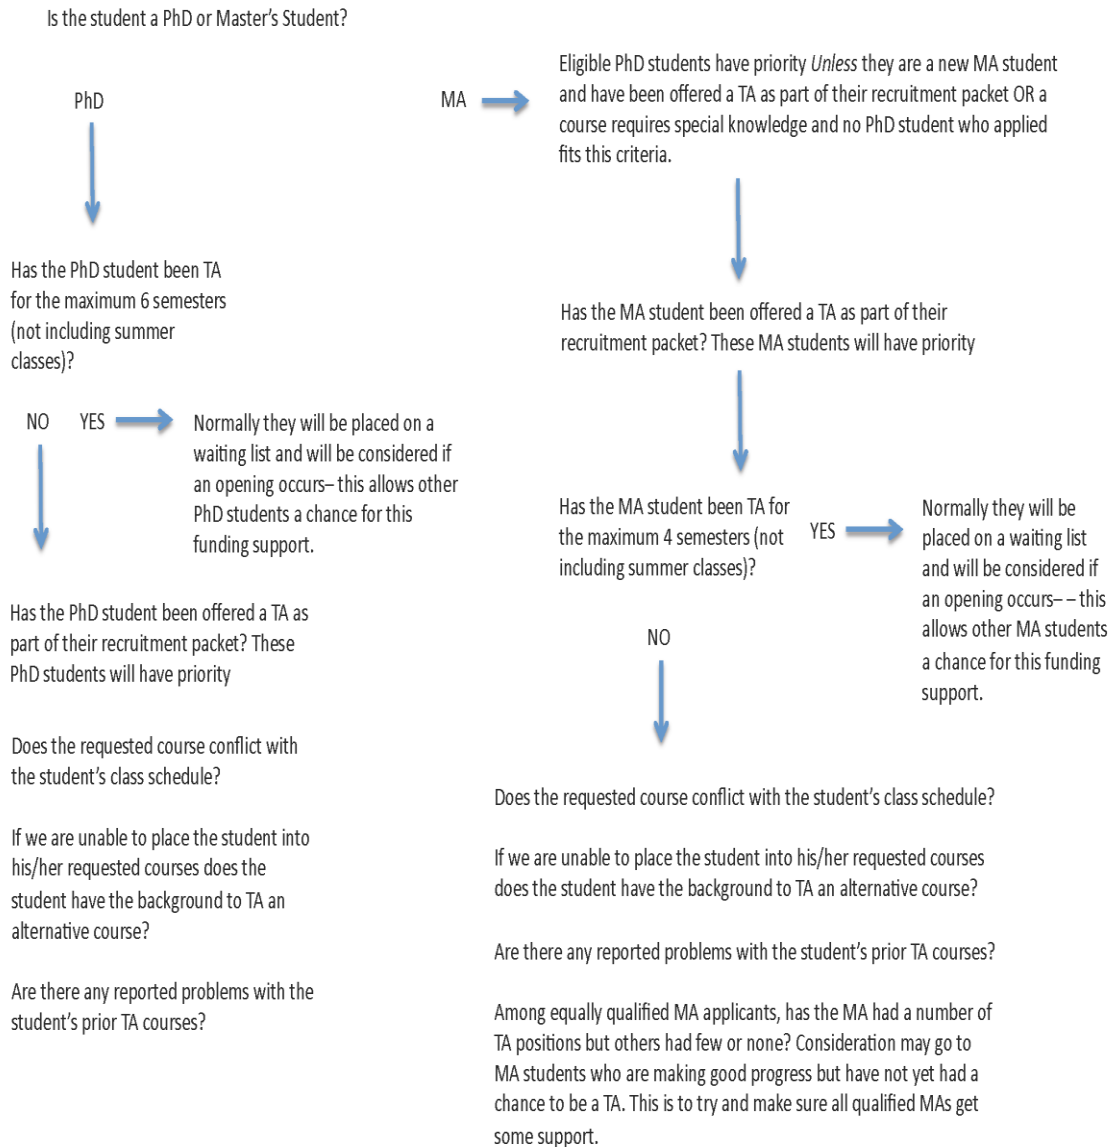 Is the student a PhD or Master's Student?
PhD
Has the PhD student been TA
for the maximum 6 semesters
(not including summer
classes)?
NO
YES
Normally they will be placed on a
waiting list and will be considered if
an opening occurs– this allows other
PhD students a chance for this
funding support.
Has the PhD student been offered a TA as
part of their recruitment packet? These
PhD students will have priority
Does the requested course conflict with
the student's class schedule?
If we are unable to place the student into
his/her requested courses does the
student have the background to TA an
alternative course?
Are there any reported problems with the
student's prior TA courses?
MA
Eligible PhD students have priority Unless they are a new MA student
and have been offered a TA as part of their recruitment packet OR a
course requires special knowledge and no PhD student who applied
fits this criteria.
Has the MA student been offered a TA as part of their
recruitment packet? These MA students will have priority
Has the MA student been TA for
the maximum 4 semesters (not
including summer classes)?
YES
Normally they will be
placed on a waiting list
and will be considered if
an opening occurs– – this
allows other MA students
a chance for this funding
support.
NO
Does the requested course conflict with the student's class schedule?
If we are unable to place the student into his/her requested courses
does the student have the background to TA an alternative course?
Are there any reported problems with the student's prior TA courses?
Among equally qualified MA applicants, has the MA had a number of
TA positions but others had few or none? Consideration may go to
MA students who are making good progress but have not yet had a
chance to be a TA. This is to try and make sure all qualified MAs get
some support.